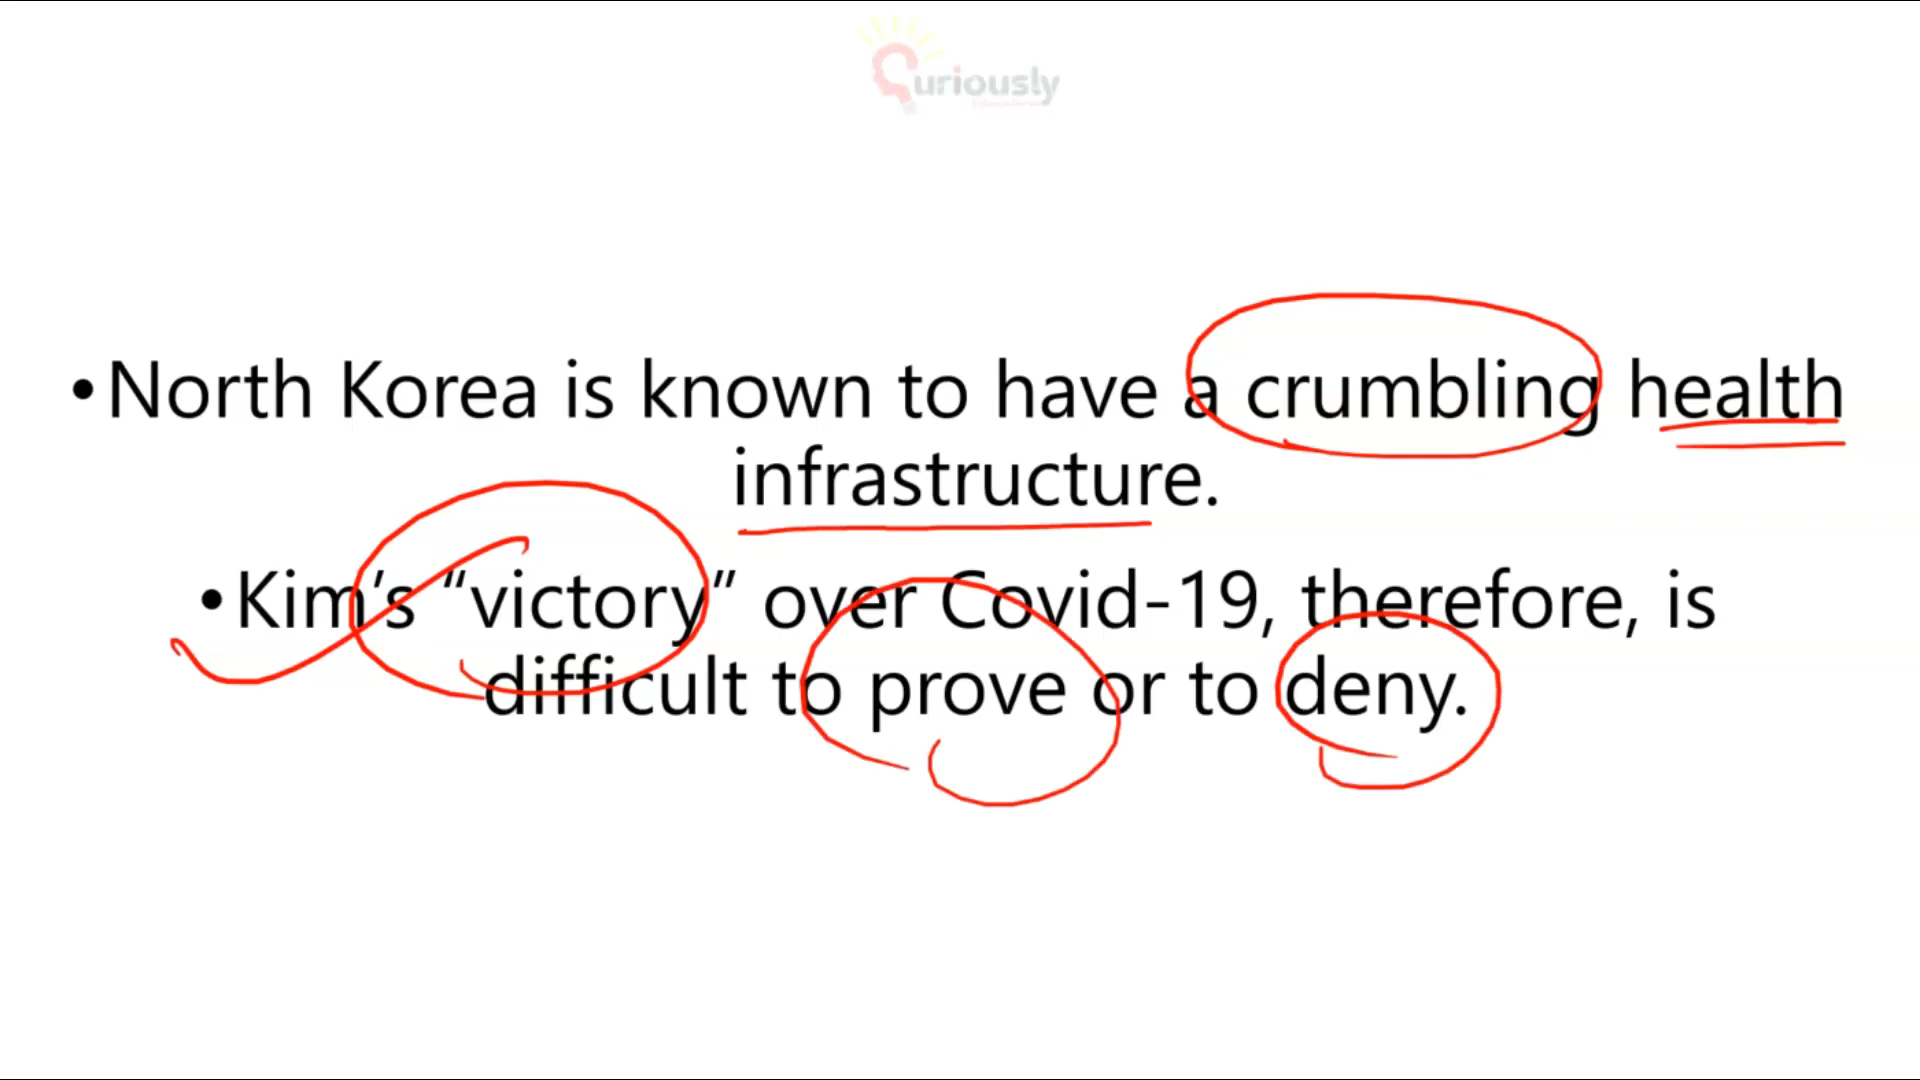 Curiously
•North Korea is known to have a crumbling health
infrastructure.
•Kim’s “victory” over Covid-19, therefore, is
difficult to prove or to deny.